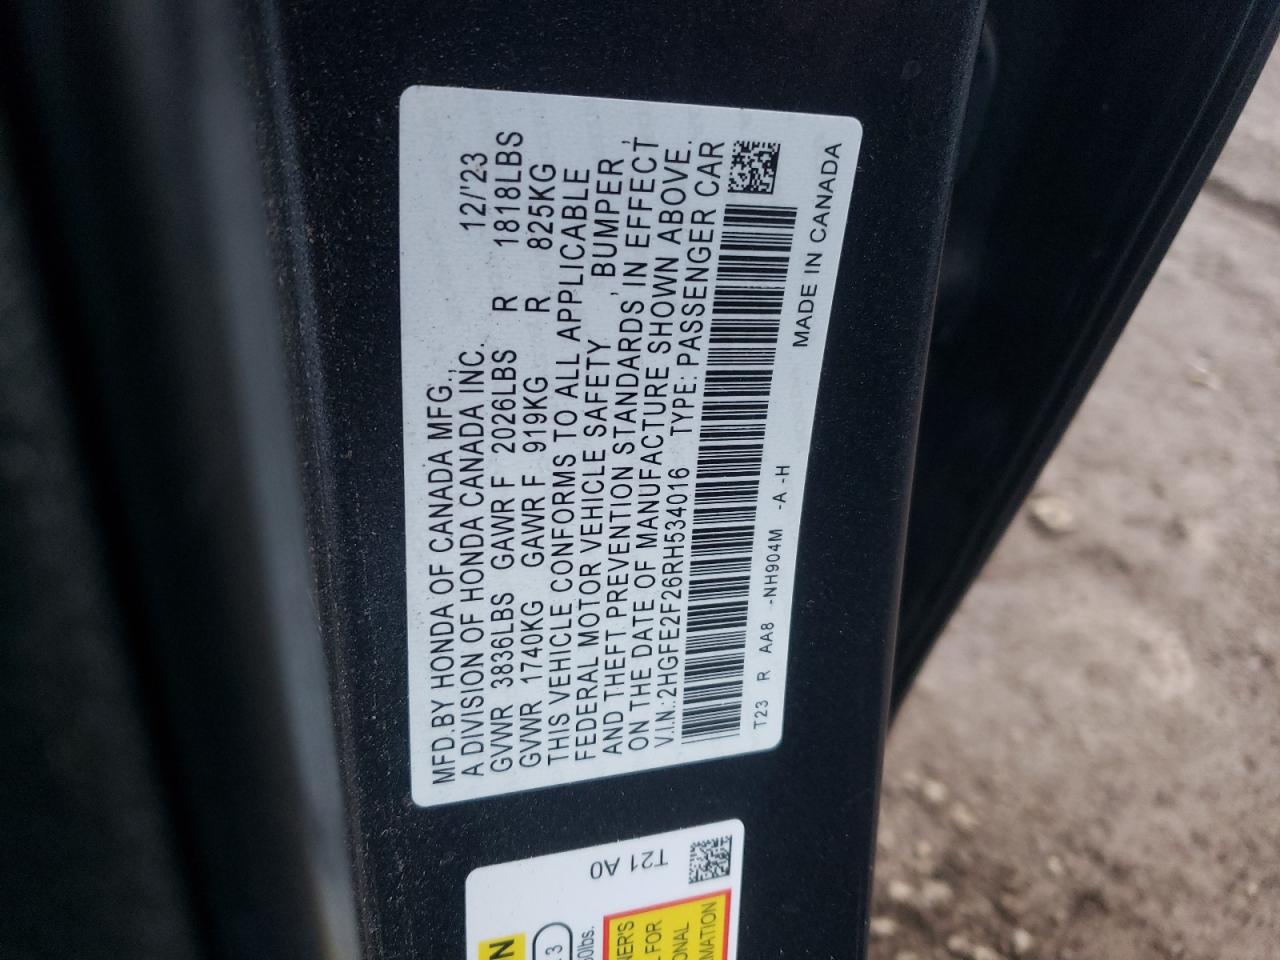 MFD.BY HONDA OF CANADA MFG.,
A DIVISION OF HONDA CANADA INC. 12/'23
GVWR 3836LBS GAWR F 2026LBS R 1818LBS
GVWR 1740KG GAWR F 919KG R 825KG
THIS VEHICLE CONFORMS TO ALL APPLICABLE
FEDERAL MOTOR VEHICLE SAFETY , BUMPER ,
AND THEFT PREVENTION STANDARDS IN EFFECT
ON THE DATE OF MANUFACTURE SHOWN ABOVE.
V.I.N.:2HGFE2F26RH534016 TYPE: PASSENGER CAR
T23 R AA8 -NH904M -A -H
MADE IN CANADA
T21 A0